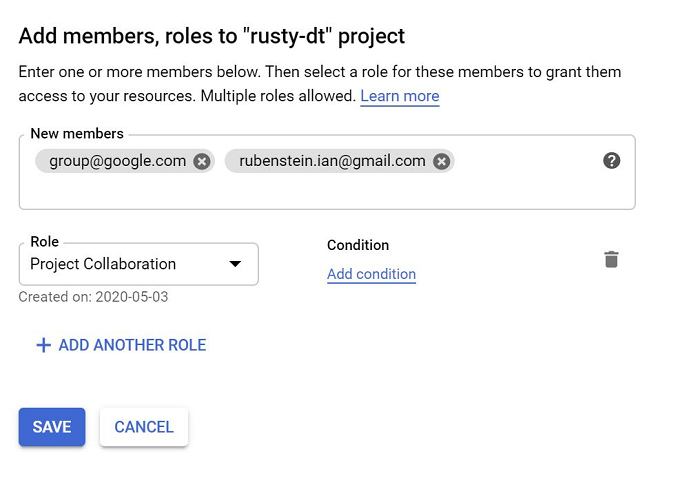 Add members, roles to "rusty-dt" project
Enter one or more members below. Then select a role for these members to grant them
access to your resources. Multiple roles allowed. Learn more
New members
group@google.com rubenstein.ian@gmail.com
Role
Condition
Project Collaboration
Add condition
Created on: 2020-05-03
+ ADD ANOTHER ROLE
SAVE CANCEL